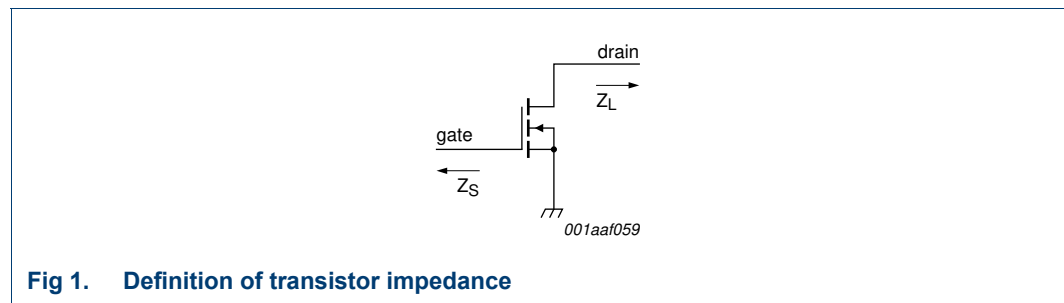 drain
Z_L
gate
Z_S
001aaf059
Fig 1. Definition of transistor impedance